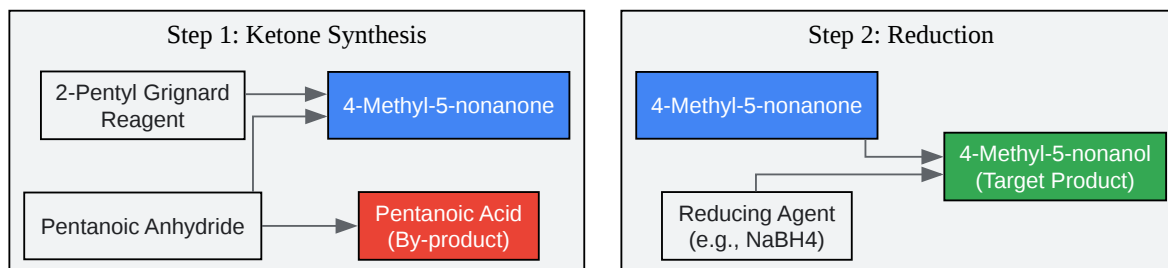 Step 1: Ketone Synthesis
2-Pentyl Grignard
Reagent
4-Methyl-5-nonanone
Pentanoic Anhydride
Pentanoic Acid
(By-product)
Step 2: Reduction
4-Methyl-5-nonanone
4-Methyl-5-nonanol
(Target Product)
Reducing Agent
(e.g., NaBH4)